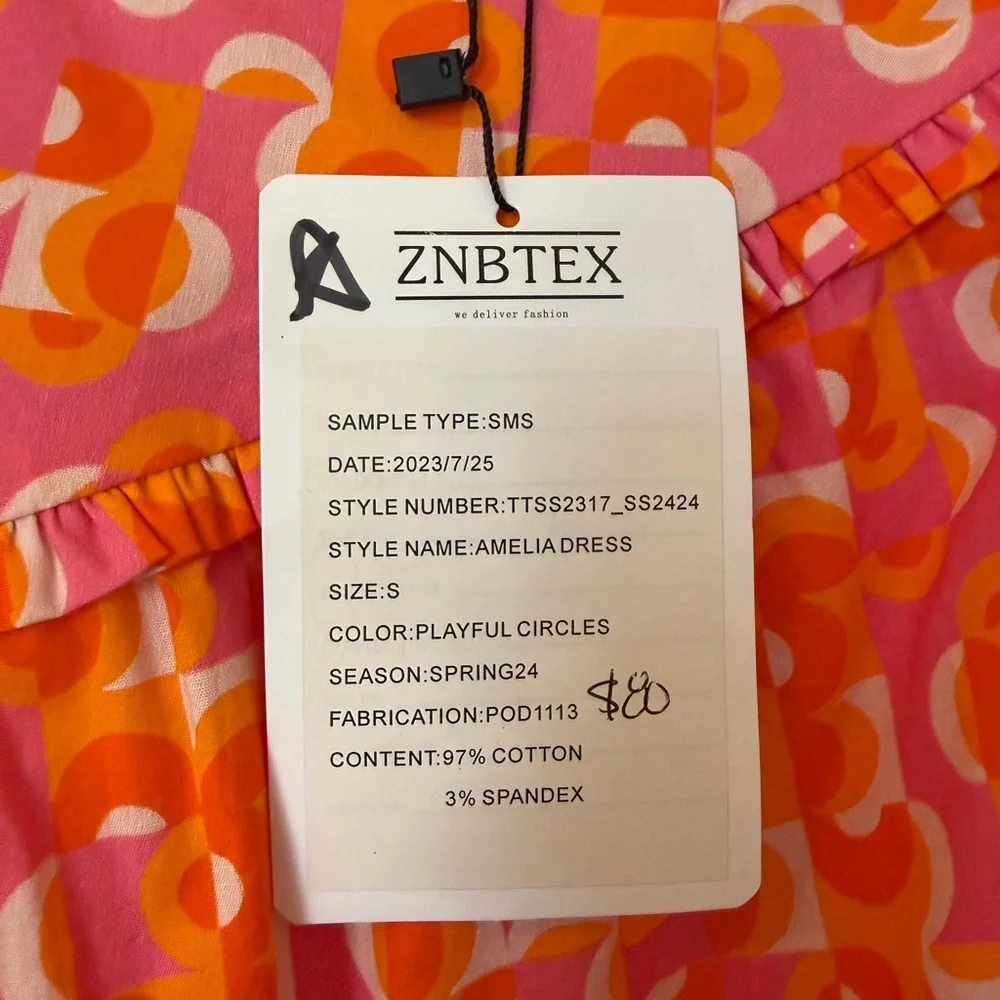 ZNBTEX
we deliver fashion
SAMPLE TYPE:SMS
DATE:2023/7/25
STYLE NUMBER:TTSS2317_SS2424
STYLE NAME:AMELIA DRESS
SIZE:S
COLOR:PLAYFUL CIRCLES
SEASON:SPRING24
FABRICATION:POD1113 $80
CONTENT:97% COTTON
3% SPANDEX